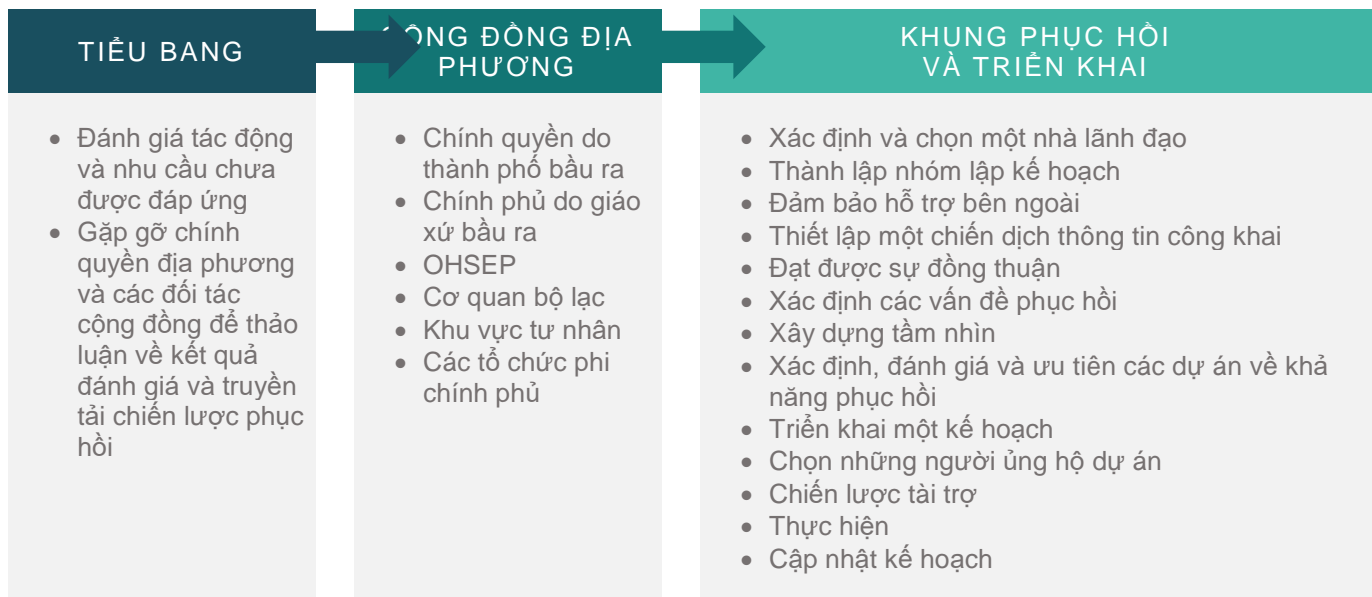 TIỂU BANG
CỘNG ĐỒNG ĐỊA
PHƯƠNG
KHUNG PHỤC HỒI
VÀ TRIỂN KHAI
• Đánh giá tác động
và nhu cầu chưa
được đáp ứng
• Gặp gỡ chính
quyền địa phương
và các đối tác
cộng đồng để thảo
luận về kết quả
đánh giá và truyền
tải chiến lược phục
hồi
• Chính quyền do
thành phố bầu ra
• Chính phủ do giáo
xứ bầu ra
• OHSEP
• Cơ quan bộ lạc
• Khu vực tư nhân
• Các tổ chức phi
chính phủ
• Xác định và chọn một nhà lãnh đạo
• Thành lập nhóm lập kế hoạch
• Đảm bảo hỗ trợ bên ngoài
• Thiết lập một chiến dịch thông tin công khai
• Đạt được sự đồng thuận
• Xác định các vấn đề phục hồi
• Xây dựng tầm nhìn
• Xác định, đánh giá và ưu tiên các dự án về khả
năng phục hồi
• Triển khai một kế hoạch
• Chọn những người ủng hộ dự án
• Chiến lược tài trợ
• Thực hiện
• Cập nhật kế hoạch